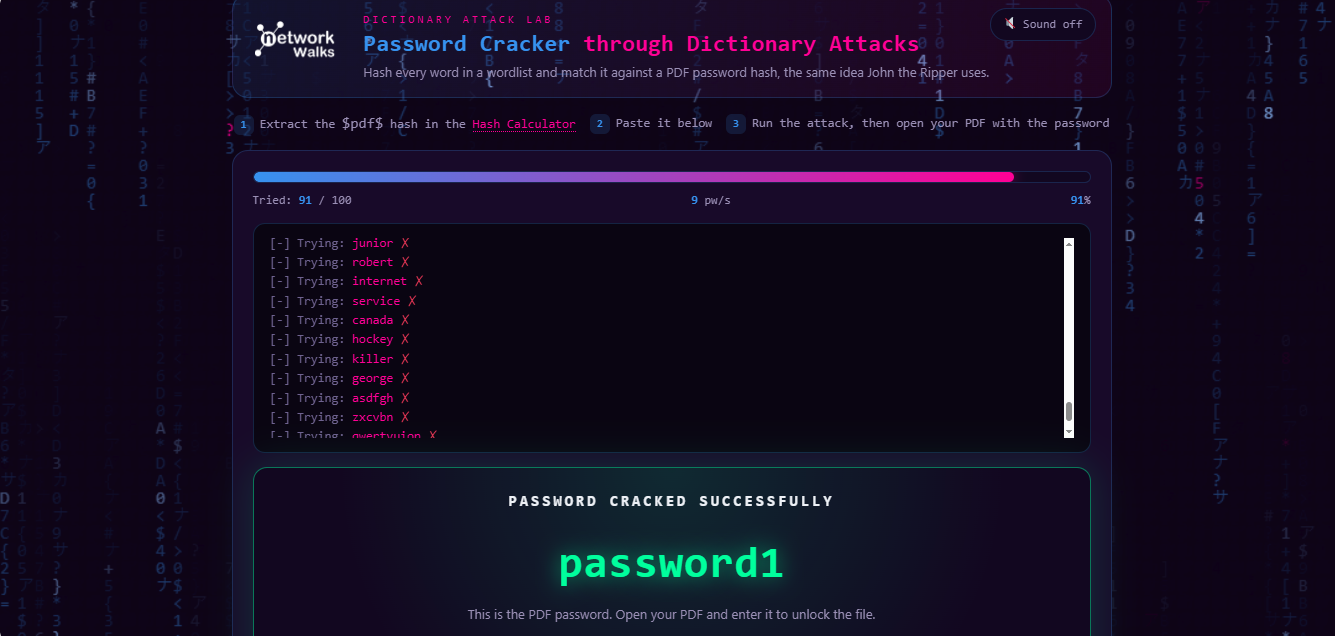 network
Walks
DICTIONARY ATTACK LAB
Password Cracker through Dictionary Attacks
Hash every word in a wordlist and match it against a PDF password hash, the same idea John the Ripper uses.
Sound off
1 Extract the $pdf$ hash in the Hash Calculator 2 Paste it below 3 Run the attack, then open your PDF with the password
Tried: 91 / 100 9 pw/s 91%
[-] Trying: junior ✗
[-] Trying: robert ✗
[-] Trying: internet ✗
[-] Trying: service ✗
[-] Trying: canada ✗
[-] Trying: hockey ✗
[-] Trying: killer ✗
[-] Trying: george ✗
[-] Trying: asdfgh ✗
[-] Trying: zxcvbn ✗
[-] Trying: qwertyuiop ✗
PASSWORD CRACKED SUCCESSFULLY
password1
This is the PDF password. Open your PDF and enter it to unlock the file.